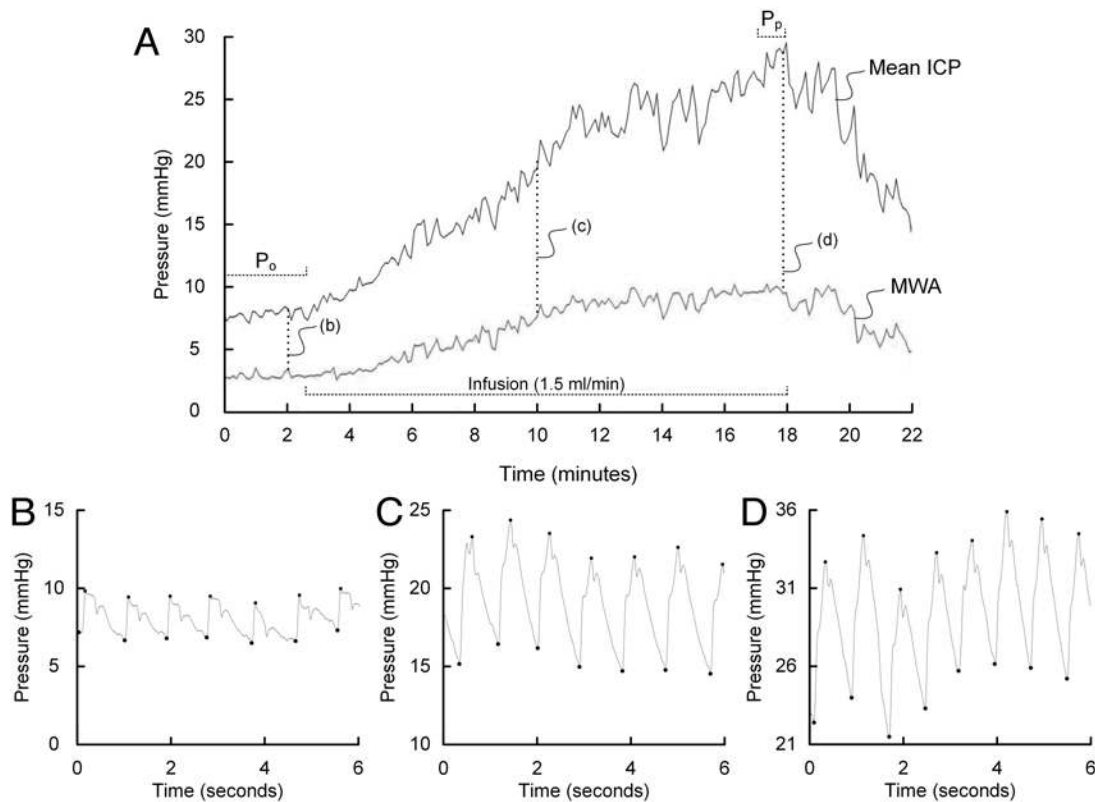 A
Pressure (mmHg)
35
30
25
20
15
10
5
0
P_p
Mean ICP
(c)
(d)
P_o
MWA
(b)
Infusion (1.5 ml/min)
0 2 4 6 8 10 12 14 16 18 20 22
Time (minutes)
B
Pressure (mmHg)
15
10
5
0
0 2 4 6
Time (seconds)
C
Pressure (mmHg)
25
20
15
10
0 2 4 6
Time (seconds)
D
Pressure (mmHg)
36
31
26
21
0 2 4 6
Time (seconds)